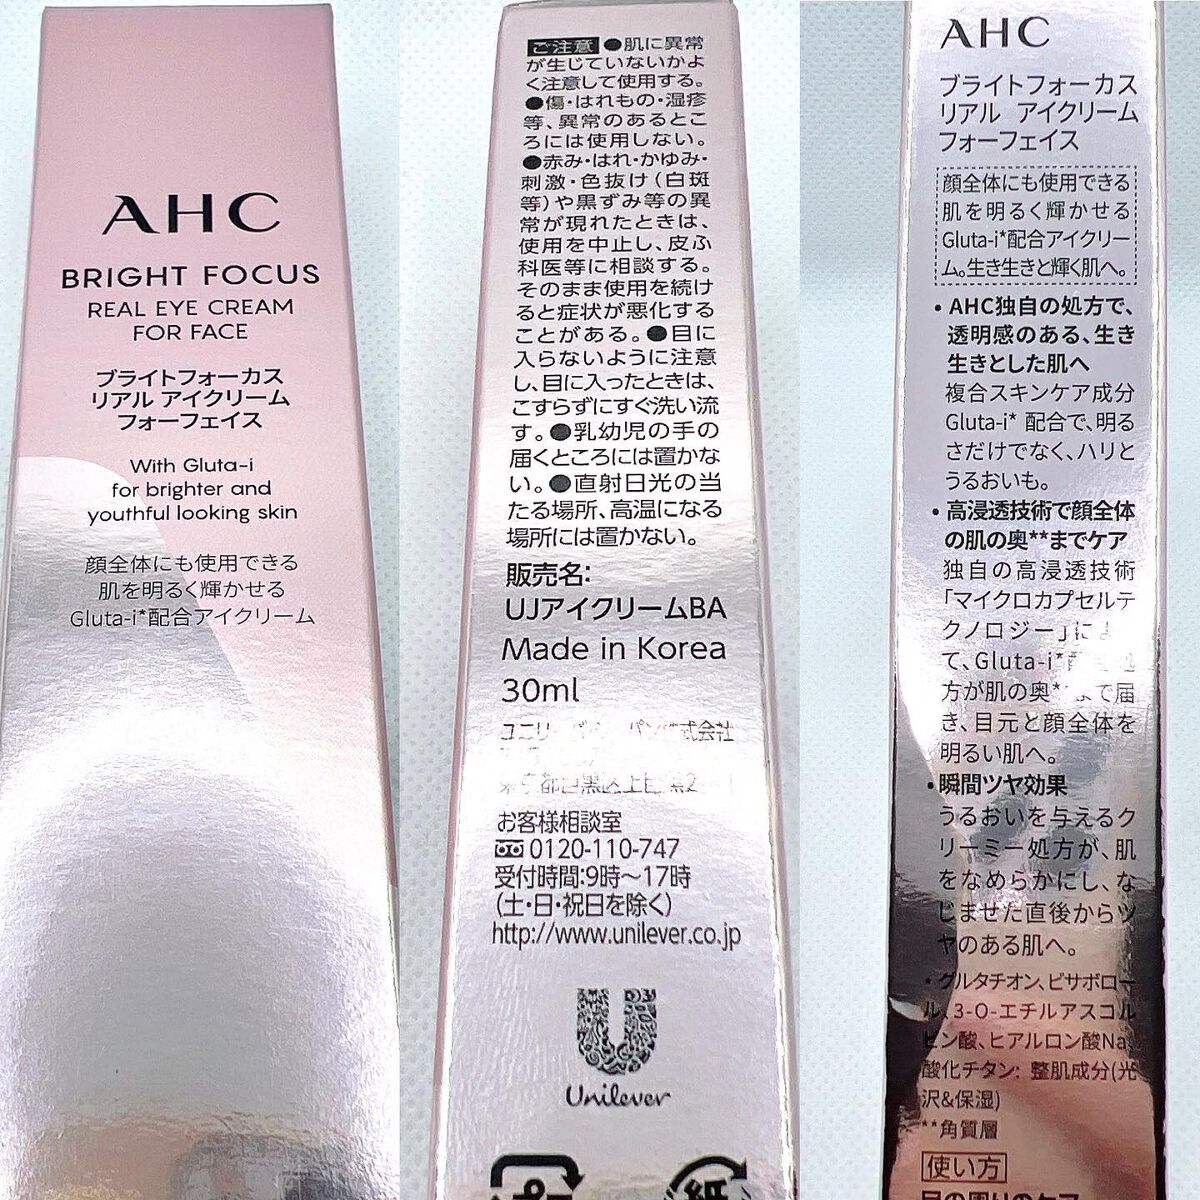 AHC
BRIGHT FOCUS
REAL EYE CREAM
FOR FACE
ブライトフォーカス
リアル アイクリーム
フォーフェイス
With Gluta-i
for brighter and
youthful looking skin
顔全体にも使用できる
肌を明るく輝かせる
Gluta-i*配合アイクリーム
ご注意 ●肌に異常
が生じていないかよ
く注意して使用する。
●傷・はれもの・湿疹
等、異常のあるとこ
ろには使用しない。
●赤み・はれ・かゆみ・
刺激・色抜け(白斑
等)や黒ずみ等の異
常が現れたときは、
使用を中止し、皮ふ
科医等に相談する。
そのまま使用を続け
ると症状が悪化する
ことがある。●目に
入らないように注意
し、目に入ったときは、
こすらずにすぐ洗い流
す。●乳幼児の手の
届くところには置かな
い。●直射日光の当
たる場所、高温になる
場所には置かない。
販売名:
UJアイクリームBA
Made in Korea
30ml
お客様相談室
0120-110-747
受付時間:9時〜17時
(土・日・祝日を除く)
http://www.unilever.co.jp
U
Unilever
AHC
ブライトフォーカス
リアル アイクリーム
フォーフェイス
顔全体にも使用できる
肌を明るく輝かせる
Gluta-i*配合アイクリー
ム。生き生きと輝く肌へ。
・AHC独自の処方で、
透明感のある、生き
生きとした肌へ
複合スキンケア成分
Gluta-i* 配合で、明る
さだけでなく、ハリと
うるおいも。
・高浸透技術で顔全体
の肌の奥**までケア
独自の高浸透技術
「マイクロカプセルテ
クノロジー」によ
て、Gluta-i*
方が肌の奥**まで届
き、目元と顔全体を
明るい肌へ。
・瞬間ツヤ効果
うるおいを与えるク
リーミー処方が、肌
をなめらかにし、な
じませた直後からツ
ヤのある肌へ。
*グルタチオン、ビサボロー
ル、3-O-エチルアスコル
ビン酸、ヒアルロン酸Na、
酸化チタン: 整肌成分(光
沢&保湿)
**角質層
使い方